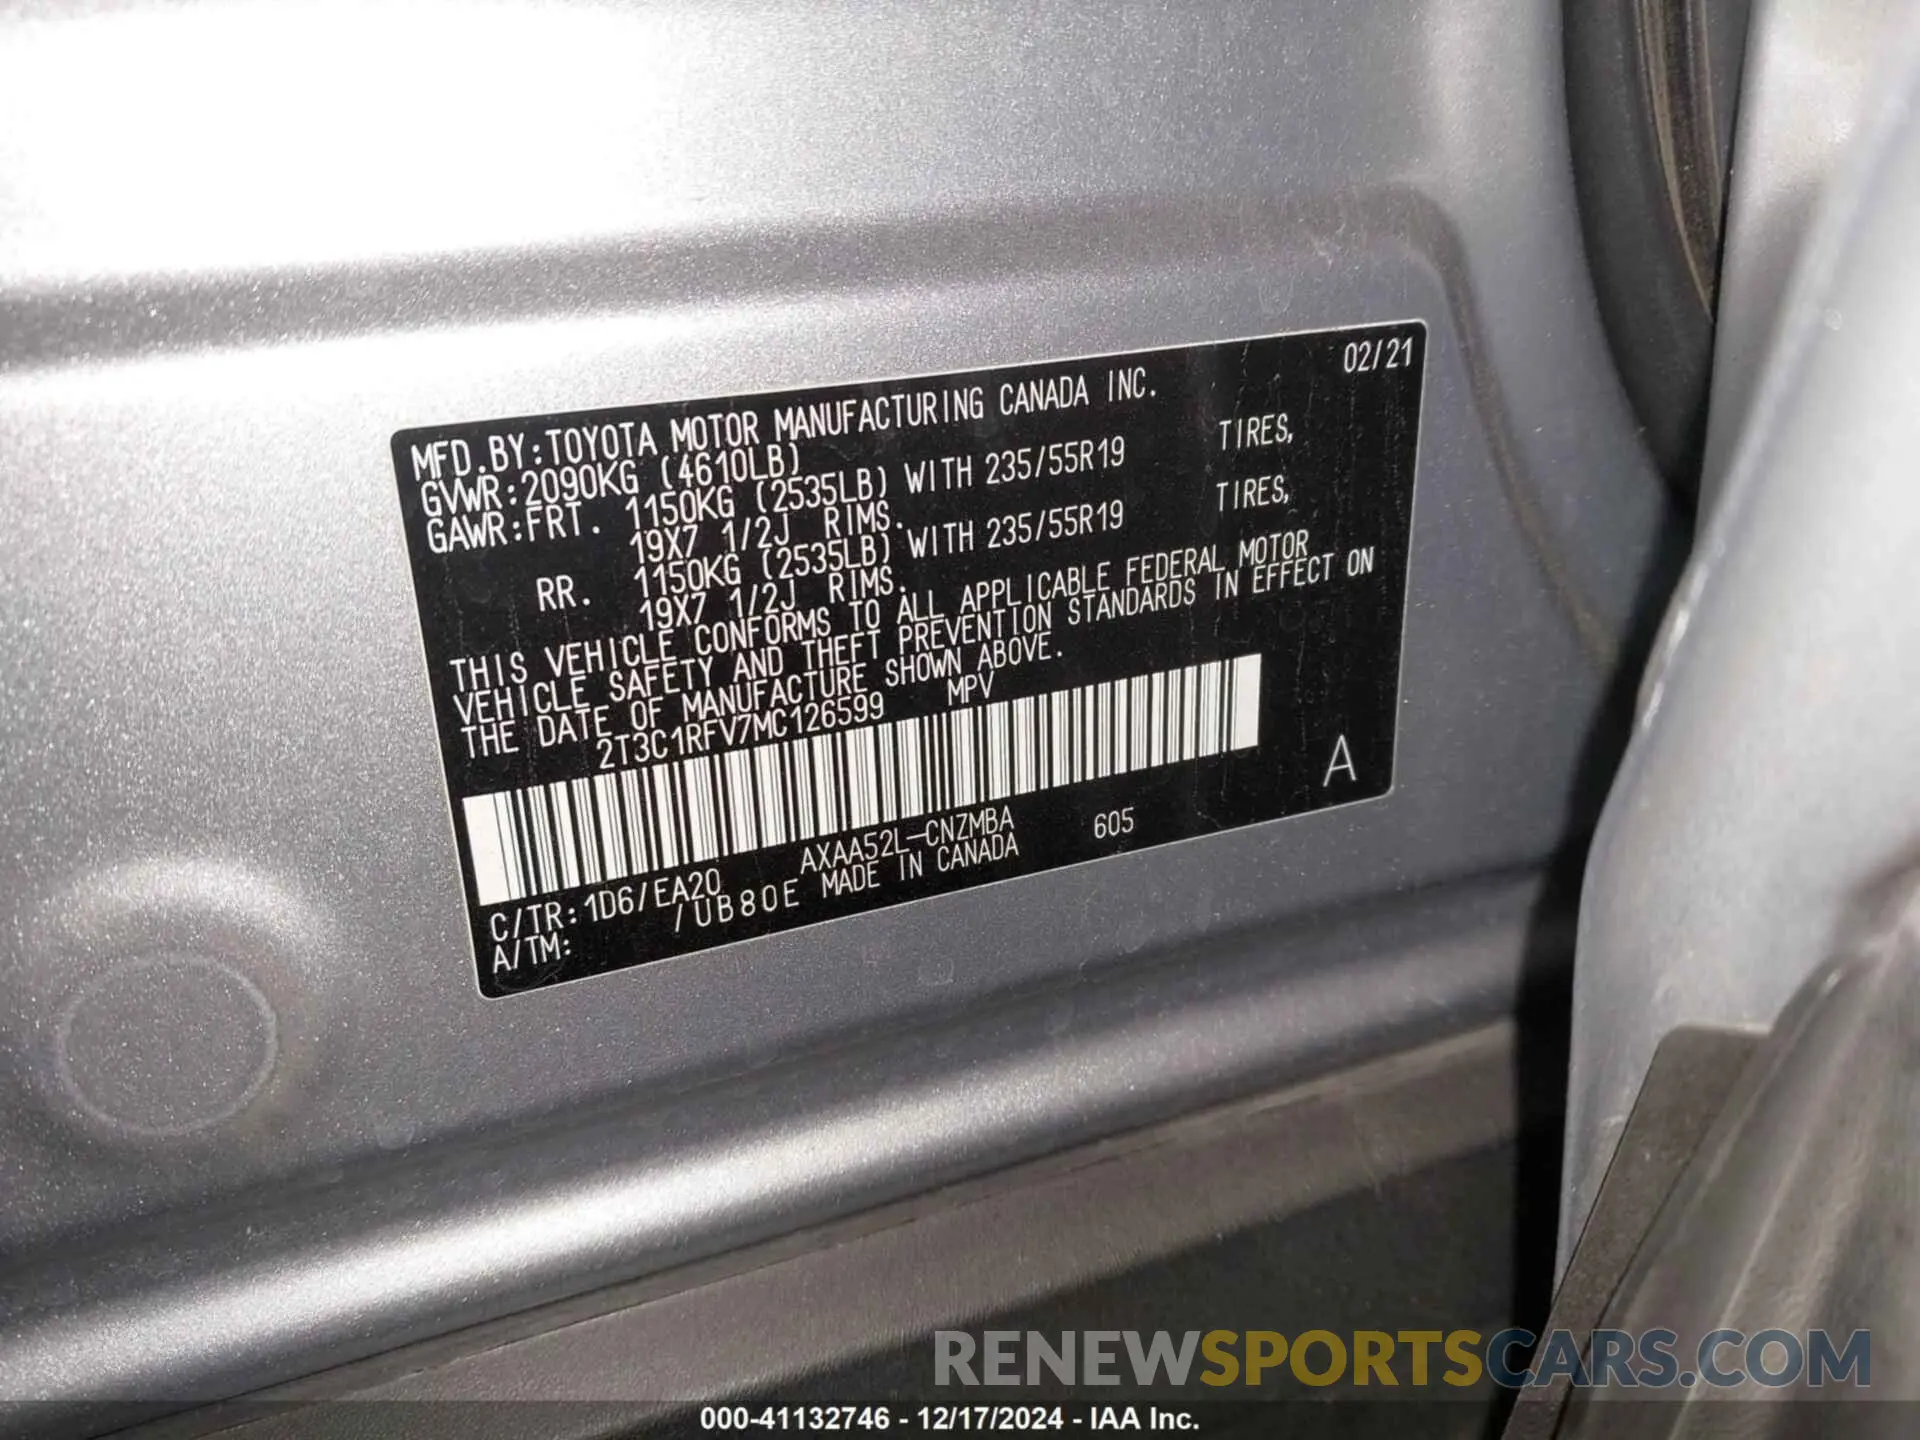 02/21
MFD.BY:TOYOTA MOTOR MANUFACTURING CANADA INC.
GVWR:2090KG (4610LB)
GAWR:FRT. 1150KG (2535LB) WITH 235/55R19 TIRES,
19X7 1/2J RIMS.
RR. 1150KG (2535LB) WITH 235/55R19 TIRES,
19X7 1/2J RIMS.
THIS VEHICLE CONFORMS TO ALL APPLICABLE FEDERAL MOTOR
VEHICLE SAFETY AND THEFT PREVENTION STANDARDS IN EFFECT ON
THE DATE OF MANUFACTURE SHOWN ABOVE.
2T3C1RFV7MC126599 MPV
A
C/TR:1D6/EA20 AXAA52L-CNZMBA 605
A/TM: /UB80E MADE IN CANADA
RENEWSPORTSCARS.COM
000-41132746 - 12/17/2024 - IAA Inc.